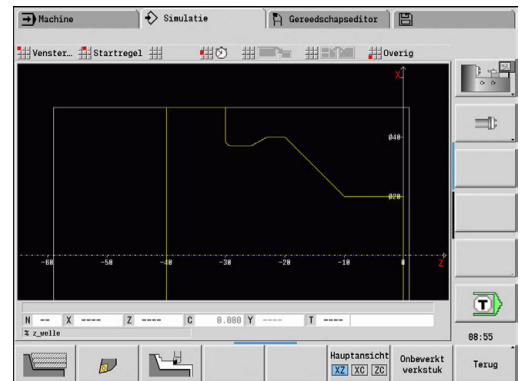 Machine Simulatie Gereedschapseditor
Venster... Startregel Overig
X
Ø40
Ø20
-60 -50 -40 -30 -20 -10 0 Z
N -- X ---- Z ---- C 0.000 Y ---- T ----
% z_welle
08:55
Hauptansicht
XZ XC ZC
Onbewerkt
verkstuk
Terug